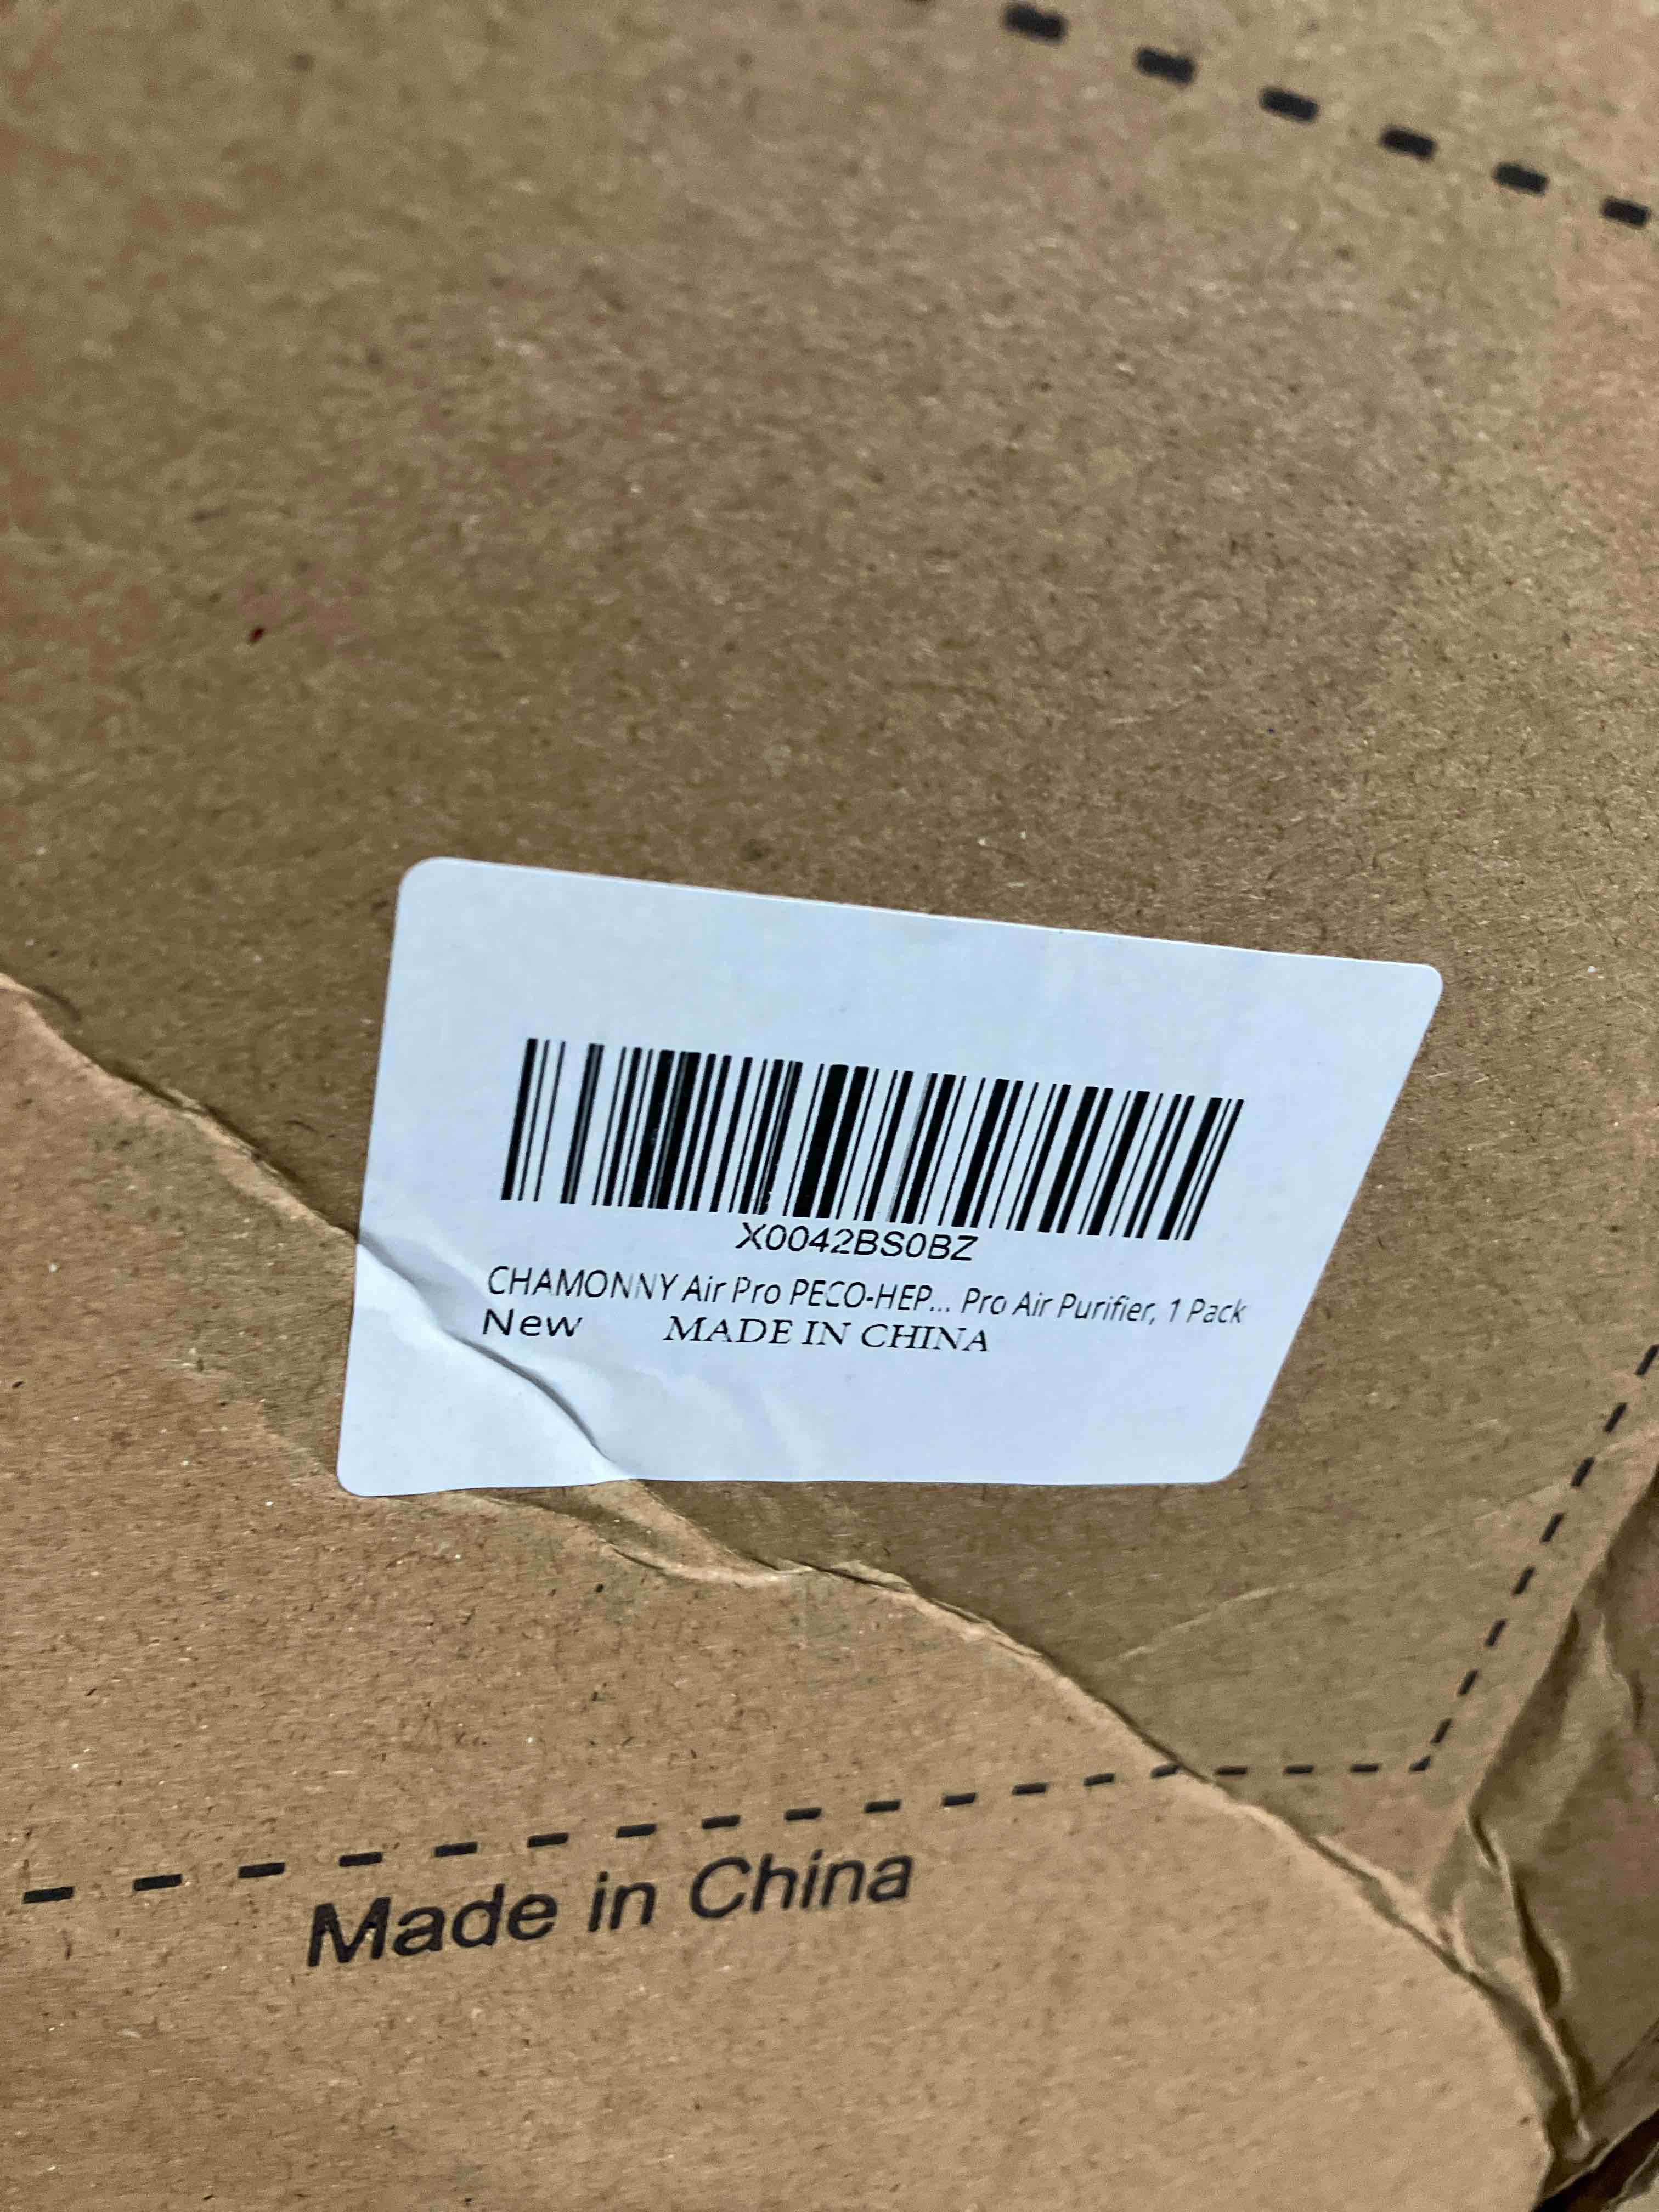 X0042BS0BZ
CHAMONNY Air Pro PECO-HEP... Pro Air Purifier, 1 Pack
New MADE IN CHINA
Made in China